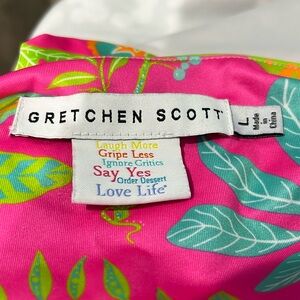 GRETCHEN SCOTT
L
Made
in
China
Laugh More
Gripe Less
Ignore Critics
Say Yes
Order Dessert
Love Life